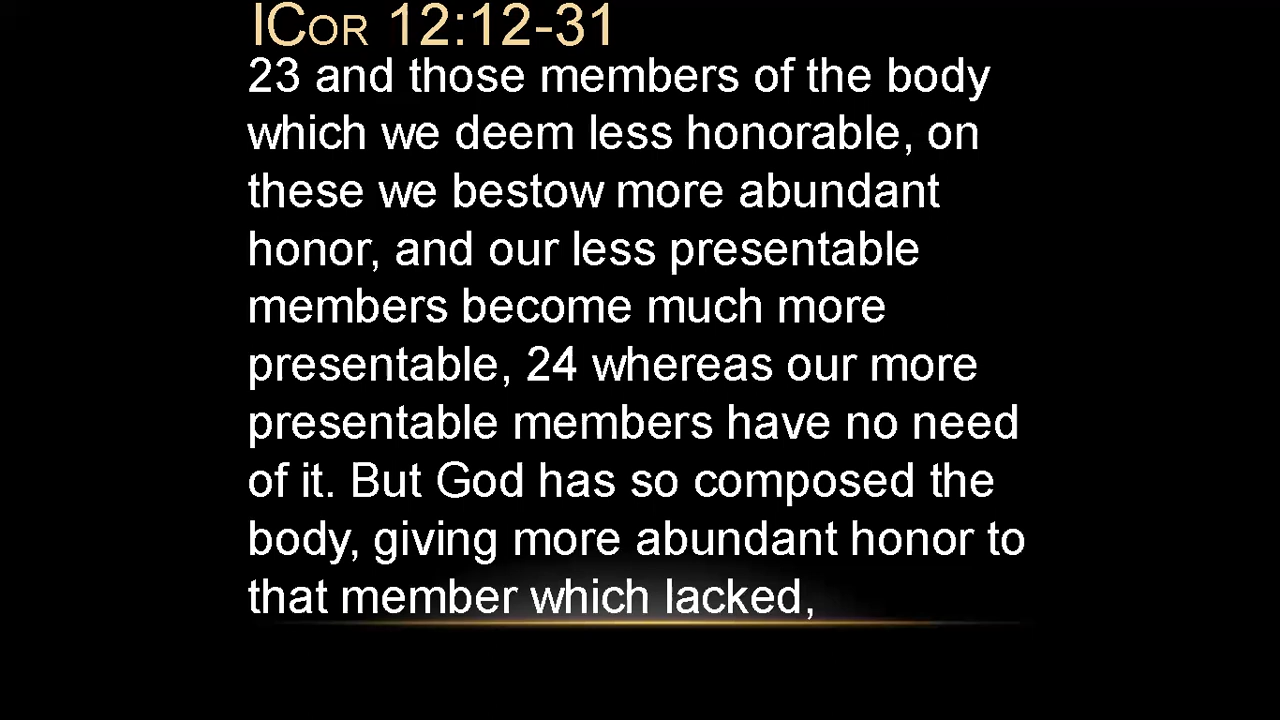 ICOR 12:12-31
23 and those members of the body
which we deem less honorable, on
these we bestow more abundant
honor, and our less presentable
members become much more
presentable, 24 whereas our more
presentable members have no need
of it. But God has so composed the
body, giving more abundant honor to
that member which lacked,